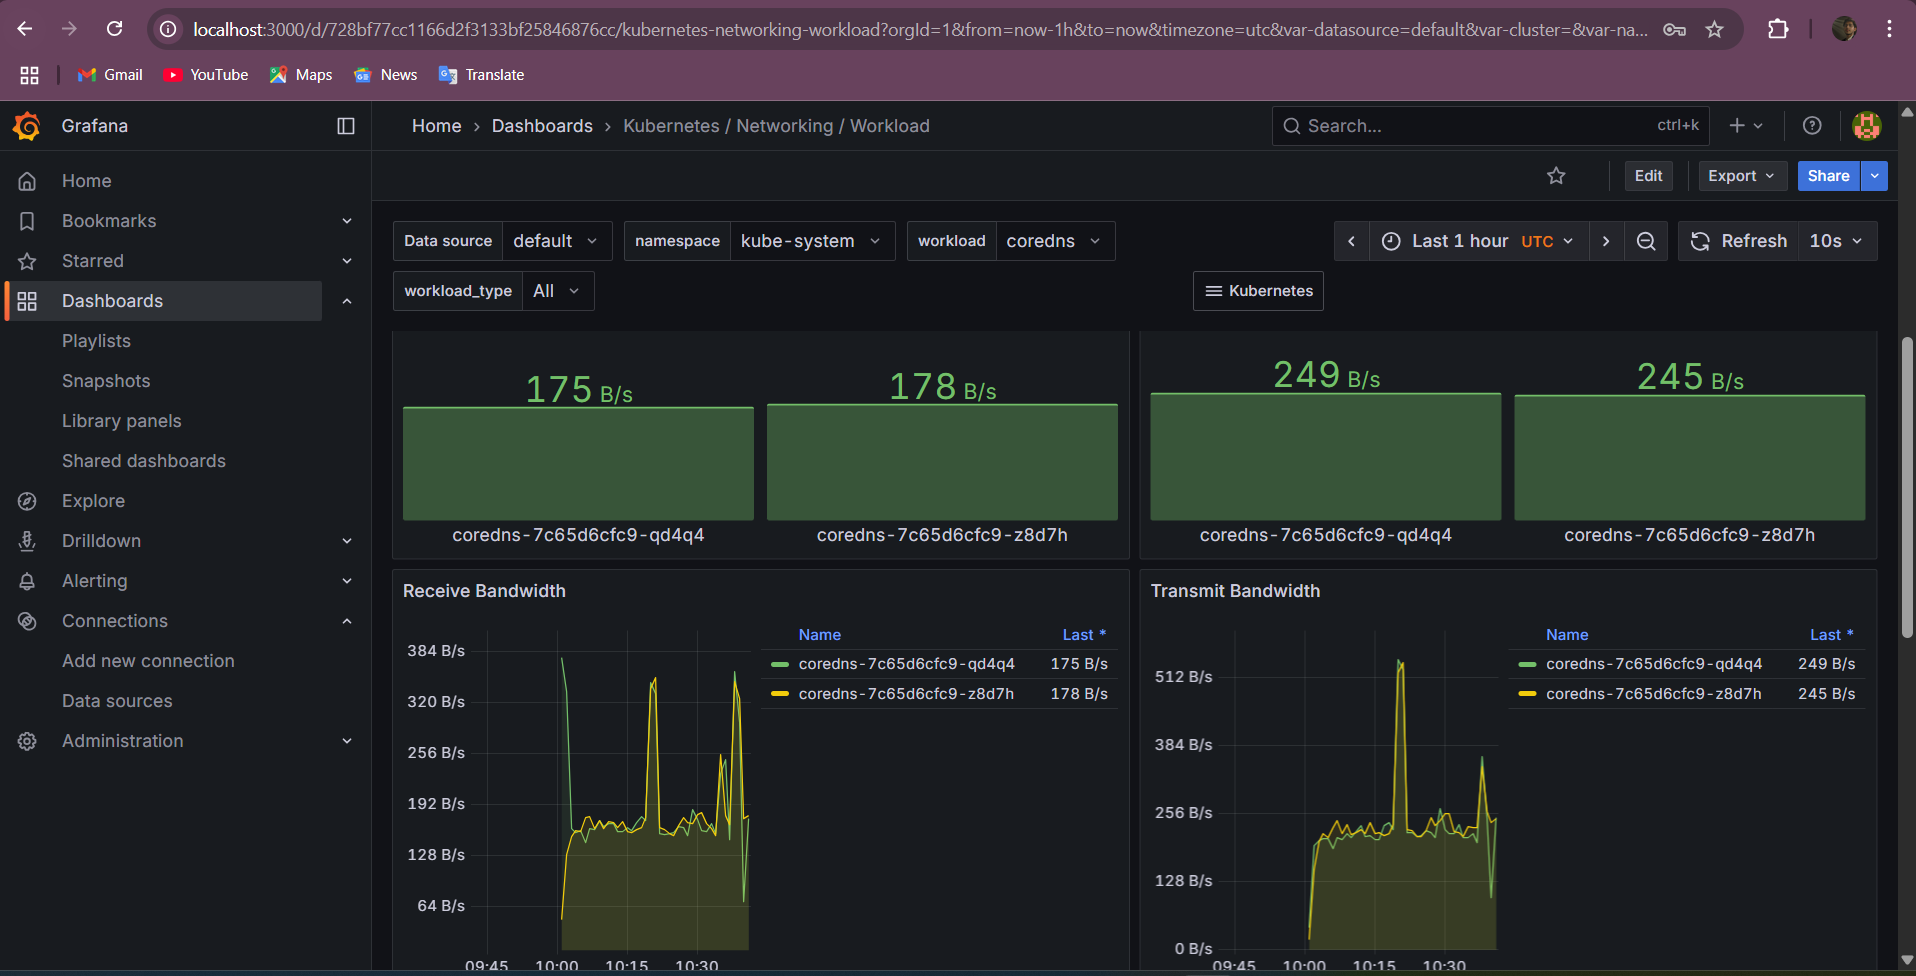 localhost:3000/d/728bf77cc1166d2f3133bf25846876cc/kubernetes-networking-workload?orgId=1&from=now-1h&to=now&timezone=utc&var-datasource=default&var-cluster=&var-na...
Gmail YouTube Maps News Translate
Grafana
Home › Dashboards › Kubernetes / Networking / Workload
Search... ctrl+k
Edit Export Share
Home
Bookmarks
Starred
Dashboards
Playlists
Snapshots
Library panels
Shared dashboards
Explore
Drilldown
Alerting
Connections
Add new connection
Data sources
Administration
Data source default namespace kube-system workload coredns
Last 1 hour UTC Refresh 10s
workload_type All
Kubernetes
175 B/s 178 B/s
coredns-7c65d6cfc9-qd4q4 coredns-7c65d6cfc9-z8d7h
249 B/s 245 B/s
coredns-7c65d6cfc9-qd4q4 coredns-7c65d6cfc9-z8d7h
Receive Bandwidth
384 B/s
320 B/s
256 B/s
192 B/s
128 B/s
64 B/s
09:45 10:00 10:15 10:30
Name Last *
coredns-7c65d6cfc9-qd4q4 175 B/s
coredns-7c65d6cfc9-z8d7h 178 B/s
Transmit Bandwidth
512 B/s
384 B/s
256 B/s
128 B/s
0 B/s
09:45 10:00 10:15 10:30
Name Last *
coredns-7c65d6cfc9-qd4q4 249 B/s
coredns-7c65d6cfc9-z8d7h 245 B/s